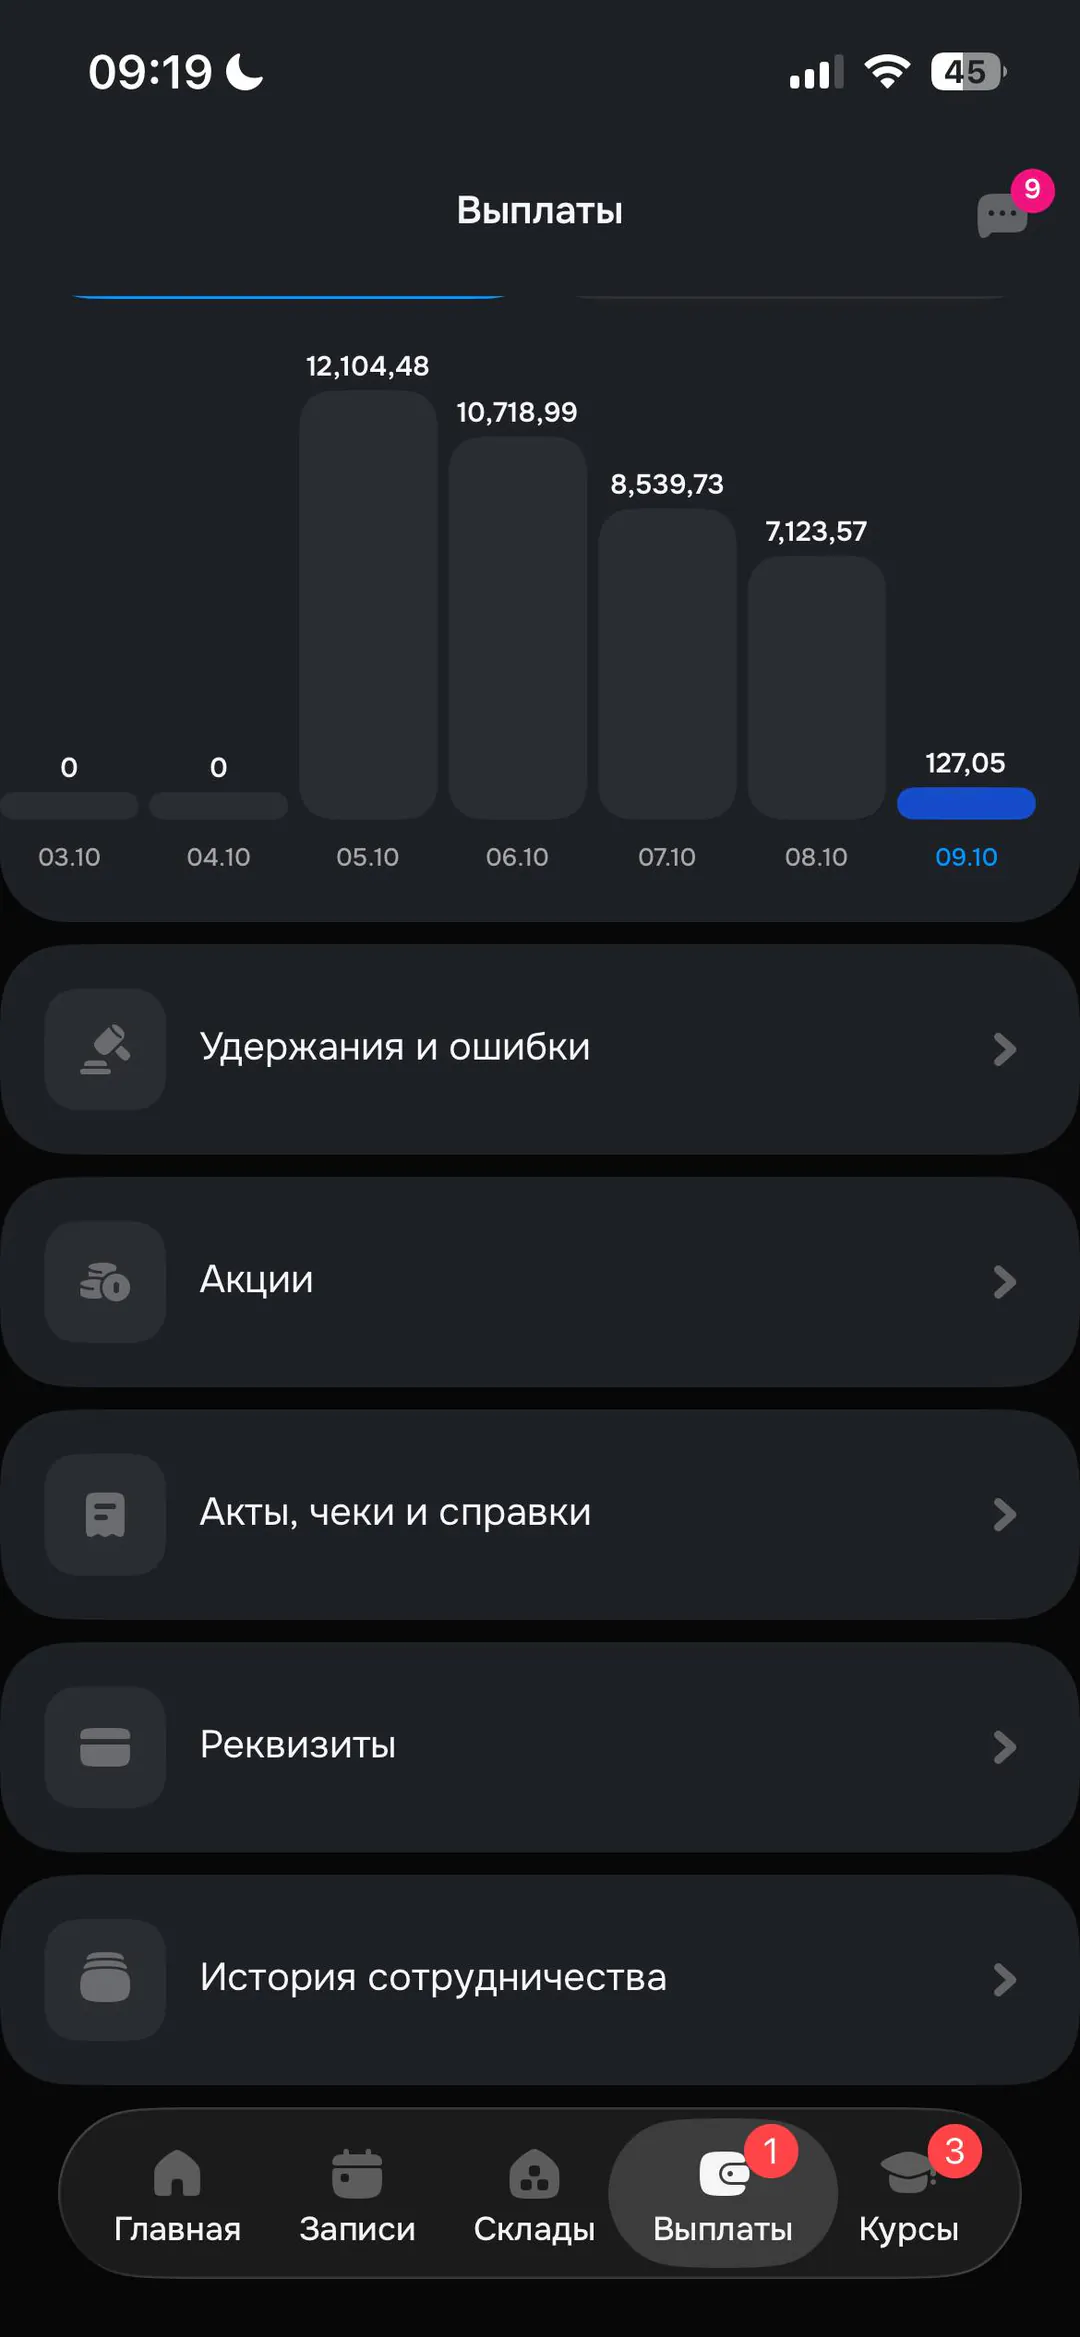 09:19
45
Выплаты
9
12,104,48
10,718,99
8,539,73
7,123,57
0
0
127,05
03.10
04.10
05.10
06.10
07.10
08.10
09.10
Удержания и ошибки
Акции
Акты, чеки и справки
Реквизиты
История сотрудничества
1
3
Главная
Записи
Склады
Выплаты
Курсы